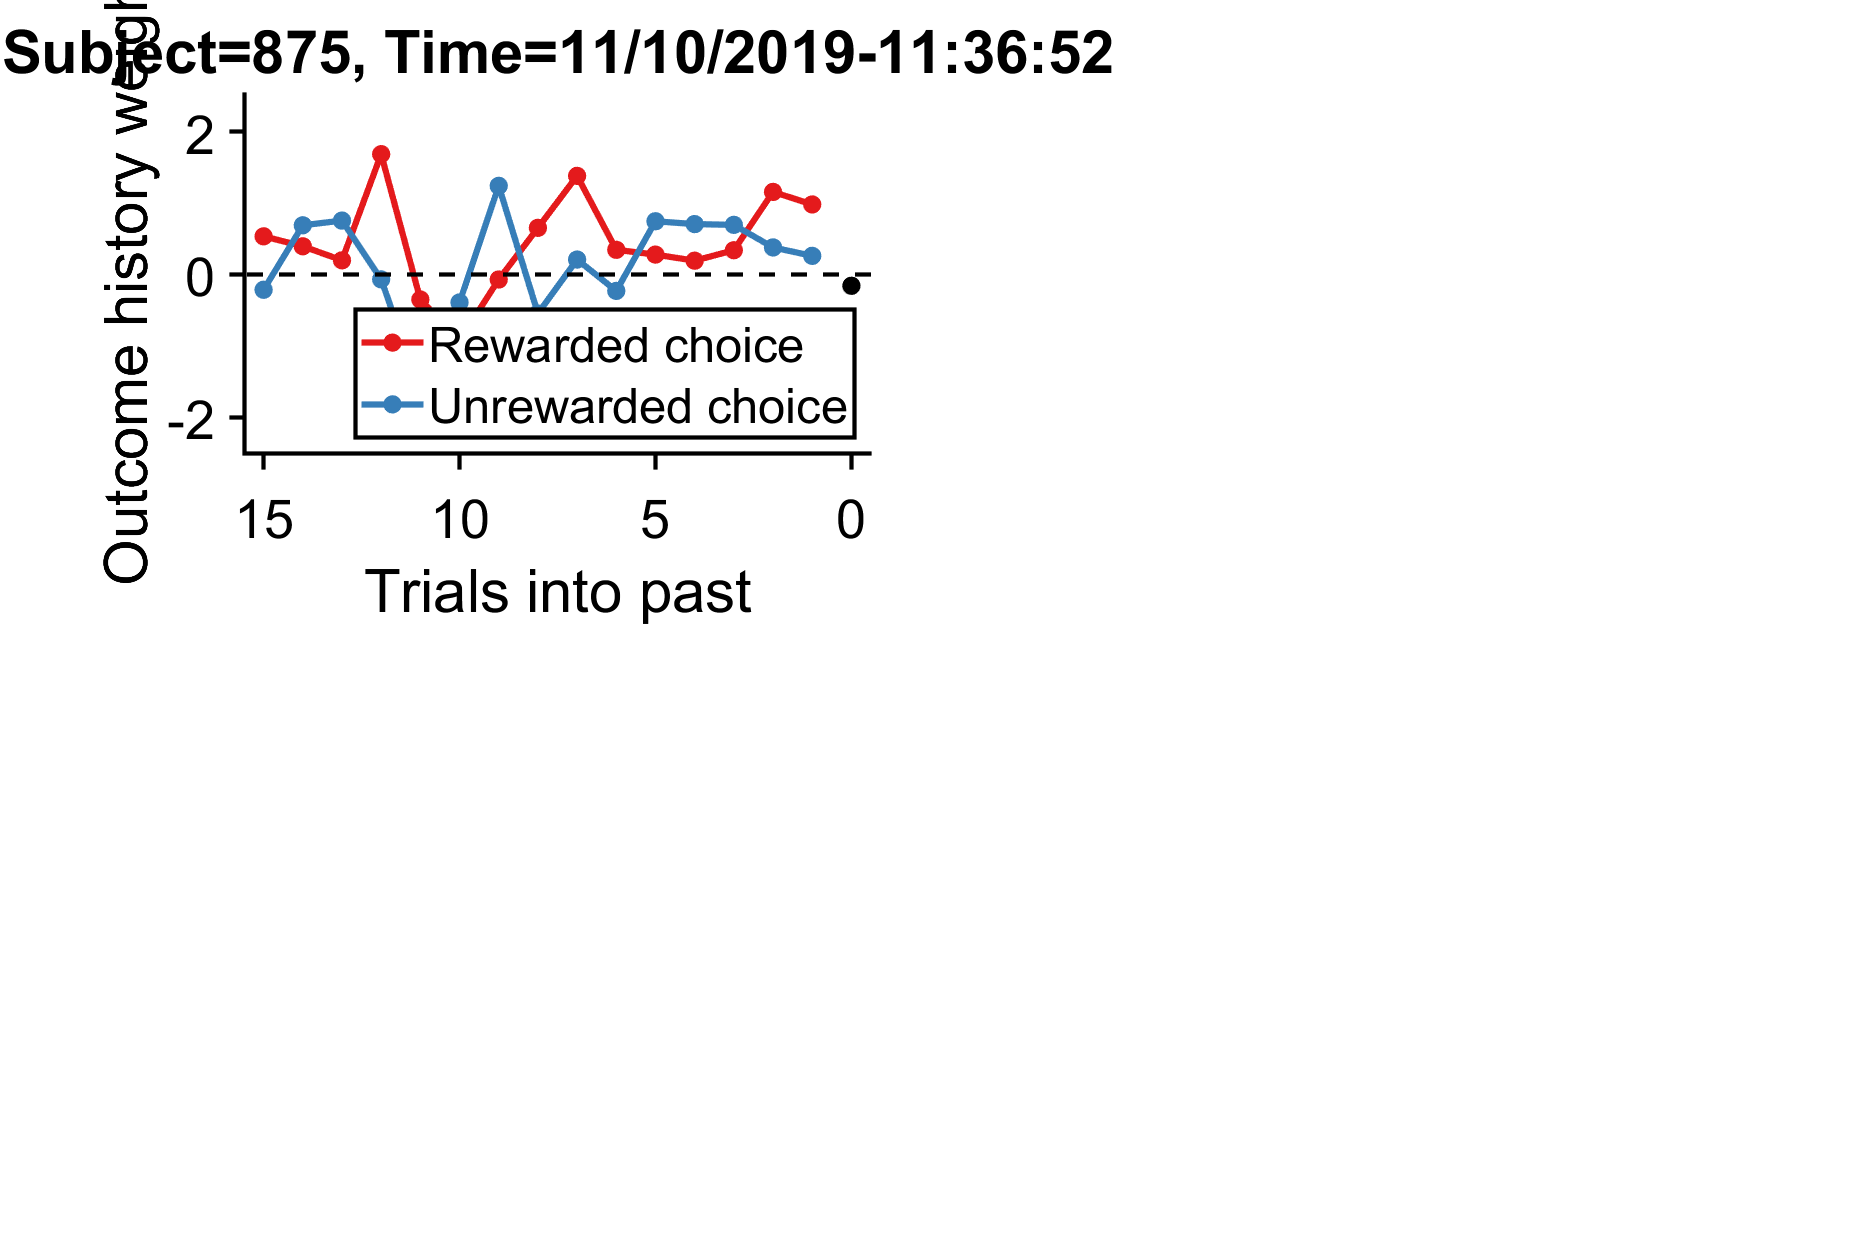 Subject=875, Time=11/10/2019-11:36:52
Outcome history
2
0
-2
Rewarded choice
Unrewarded choice
15 10 5 0
Trials into past